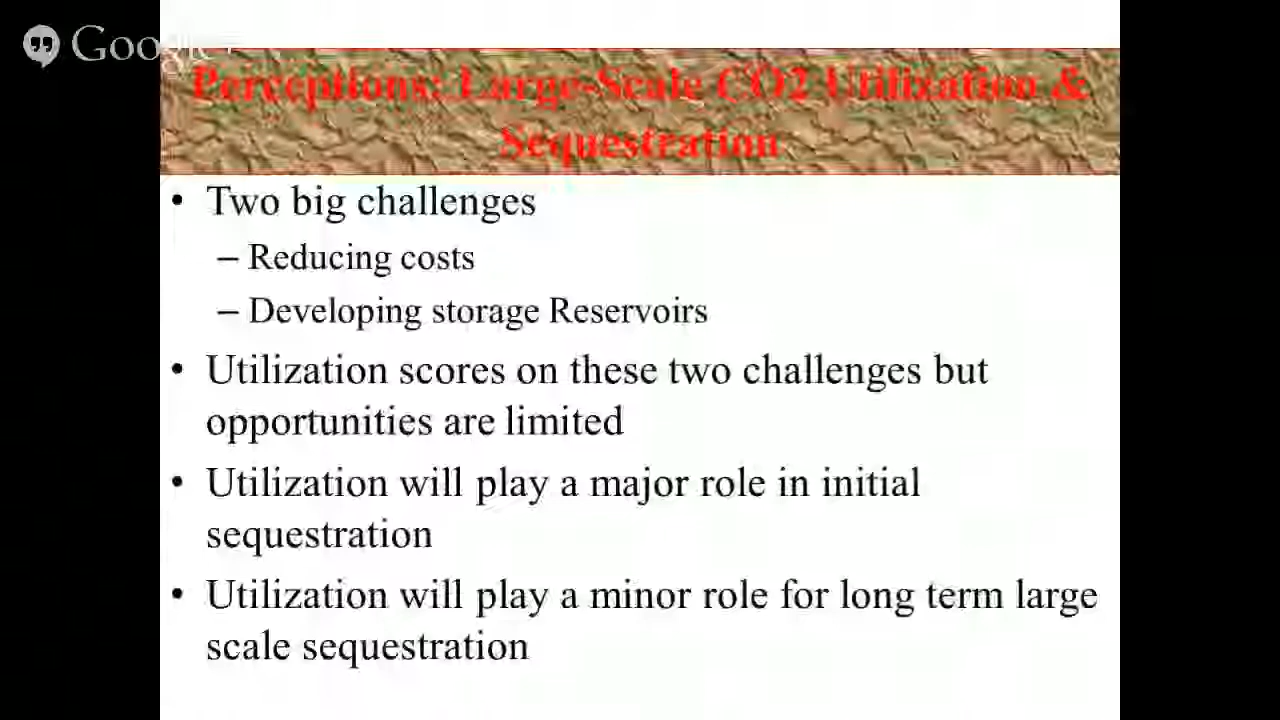 Google+
Perceptions: Large-Scale CO2 Utilization &
Sequestration
• Two big challenges
– Reducing costs
– Developing storage Reservoirs
• Utilization scores on these two challenges but
opportunities are limited
• Utilization will play a major role in initial
sequestration
• Utilization will play a minor role for long term large
scale sequestration